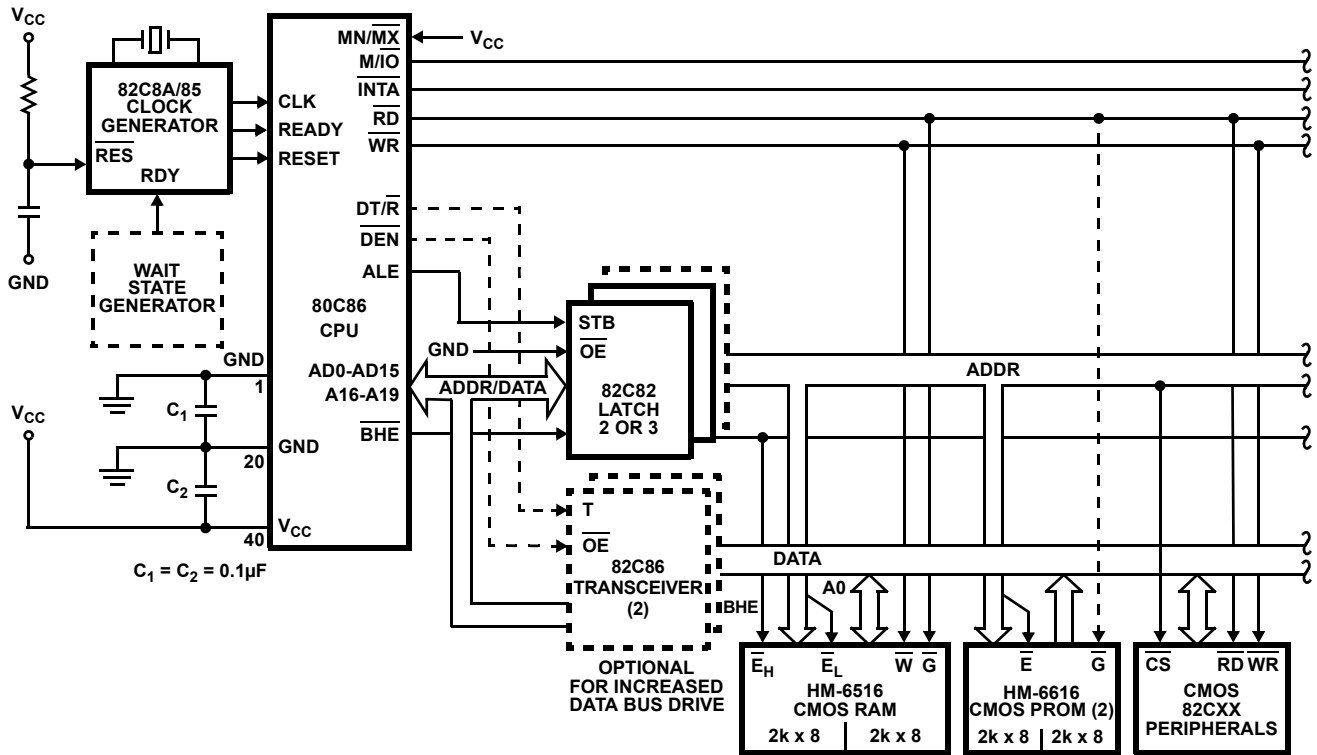 VCC
82C8A/85
CLOCK
GENERATOR
RES
RDY
GND
WAIT
STATE
GENERATOR
CLK
READY
RESET
MN/MX
VCC
M/IO
INTA
RD
WR
DT/R
DEN
ALE
80C86
CPU
AD0-AD15
A16-A19
BHE
GND
1
GND
20
VCC
40
VCC
C1
C2
C1 = C2 = 0.1µF
GND
ADDR/DATA
STB
OE
82C82
LATCH
2 OR 3
T
OE
82C86
TRANSCEIVER
(2)
OPTIONAL
FOR INCREASED
DATA BUS DRIVE
ADDR
DATA
BHE
A0
EH
EL
W
G
HM-6516
CMOS RAM
2k x 8
2k x 8
E
G
HM-6616
CMOS PROM (2)
2k x 8
2k x 8
CS
RD
WR
CMOS
82CXX
PERIPHERALS